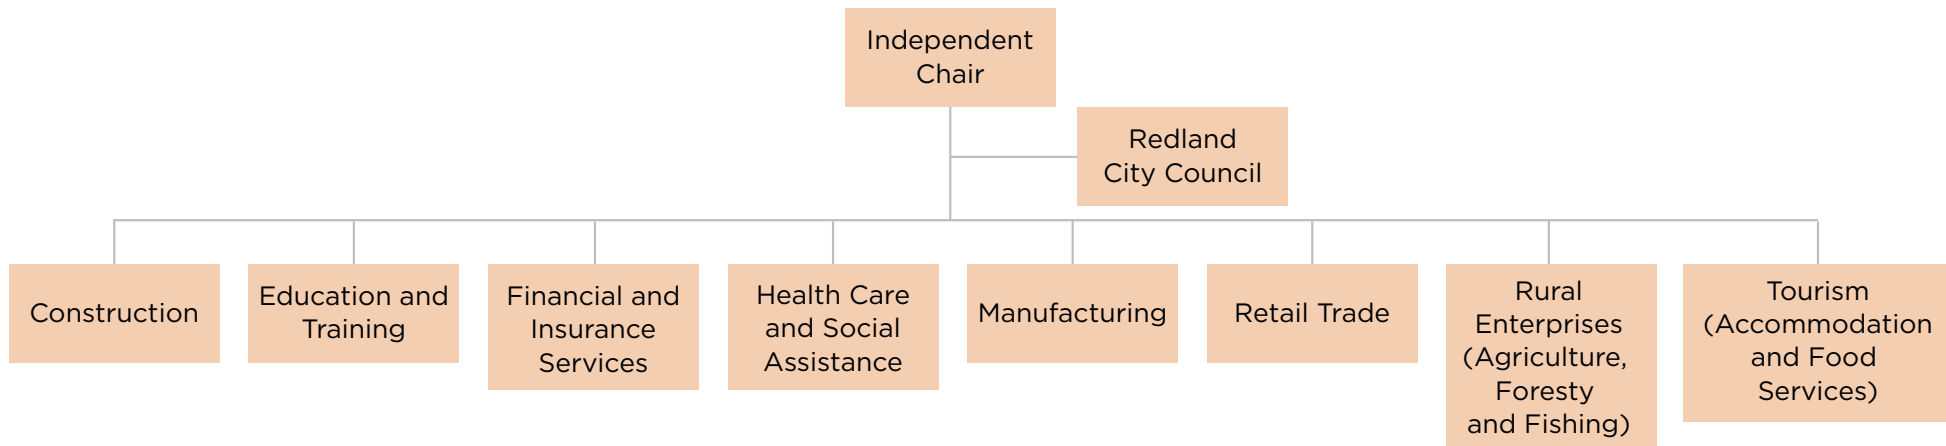 Independent
Chair
Redland
City Council
Construction
Education and
Training
Financial and
Insurance
Services
Health Care
and Social
Assistance
Manufacturing
Retail Trade
Rural
Enterprises
(Agriculture,
Foresty
and Fishing)
Tourism
(Accommodation
and Food
Services)